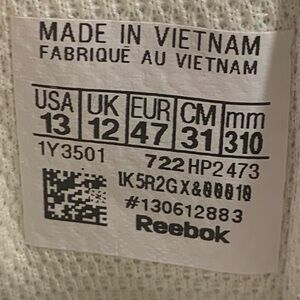 MADE IN VIETNAM
FABRIQUÉ AU VIETNAM
USA UK EUR CM mm
13 12 47 31 310
1Y3501 722 HP2473
1K5R2GX&00010
#130612883
Reebok